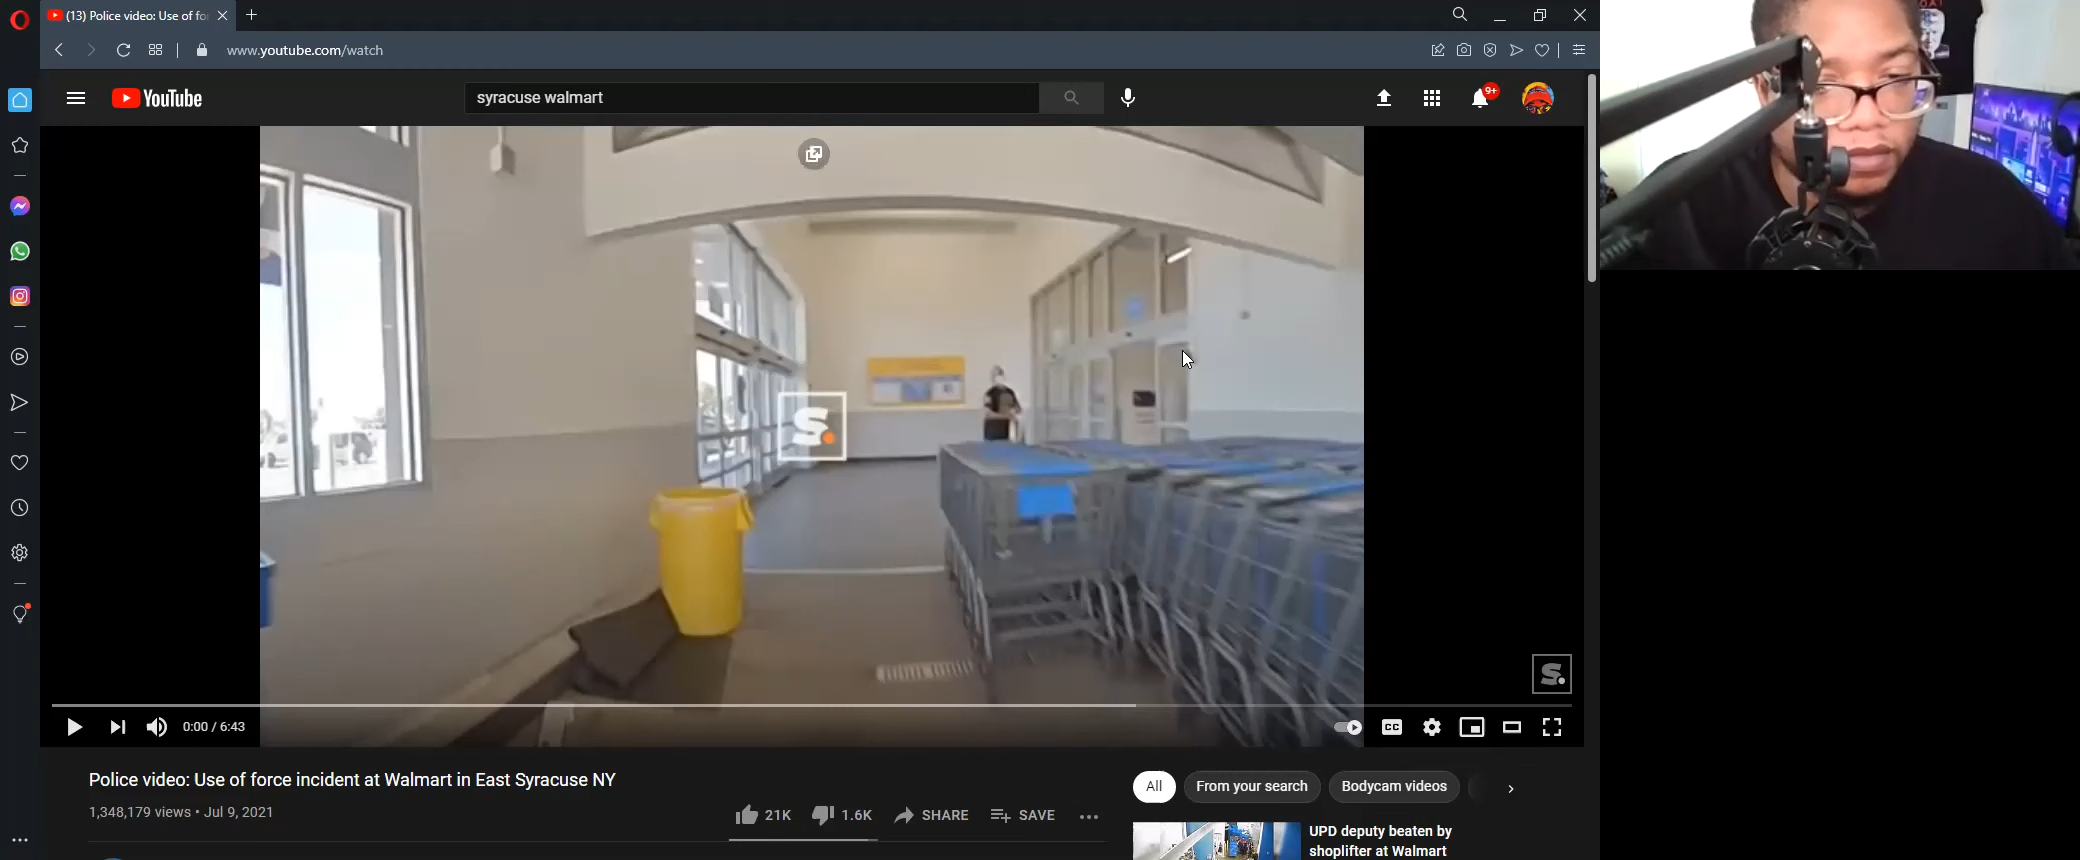 (13) Police video: Use of fo
www.youtube.com/watch
YouTube
syracuse walmart
9+
S.
S.
0:00 / 6:43
CC
Police video: Use of force incident at Walmart in East Syracuse NY
1,348,179 views • Jul 9, 2021
21K
1.6K
SHARE
SAVE
All
From your search
Bodycam videos
UPD deputy beaten by
shoplifter at Walmart